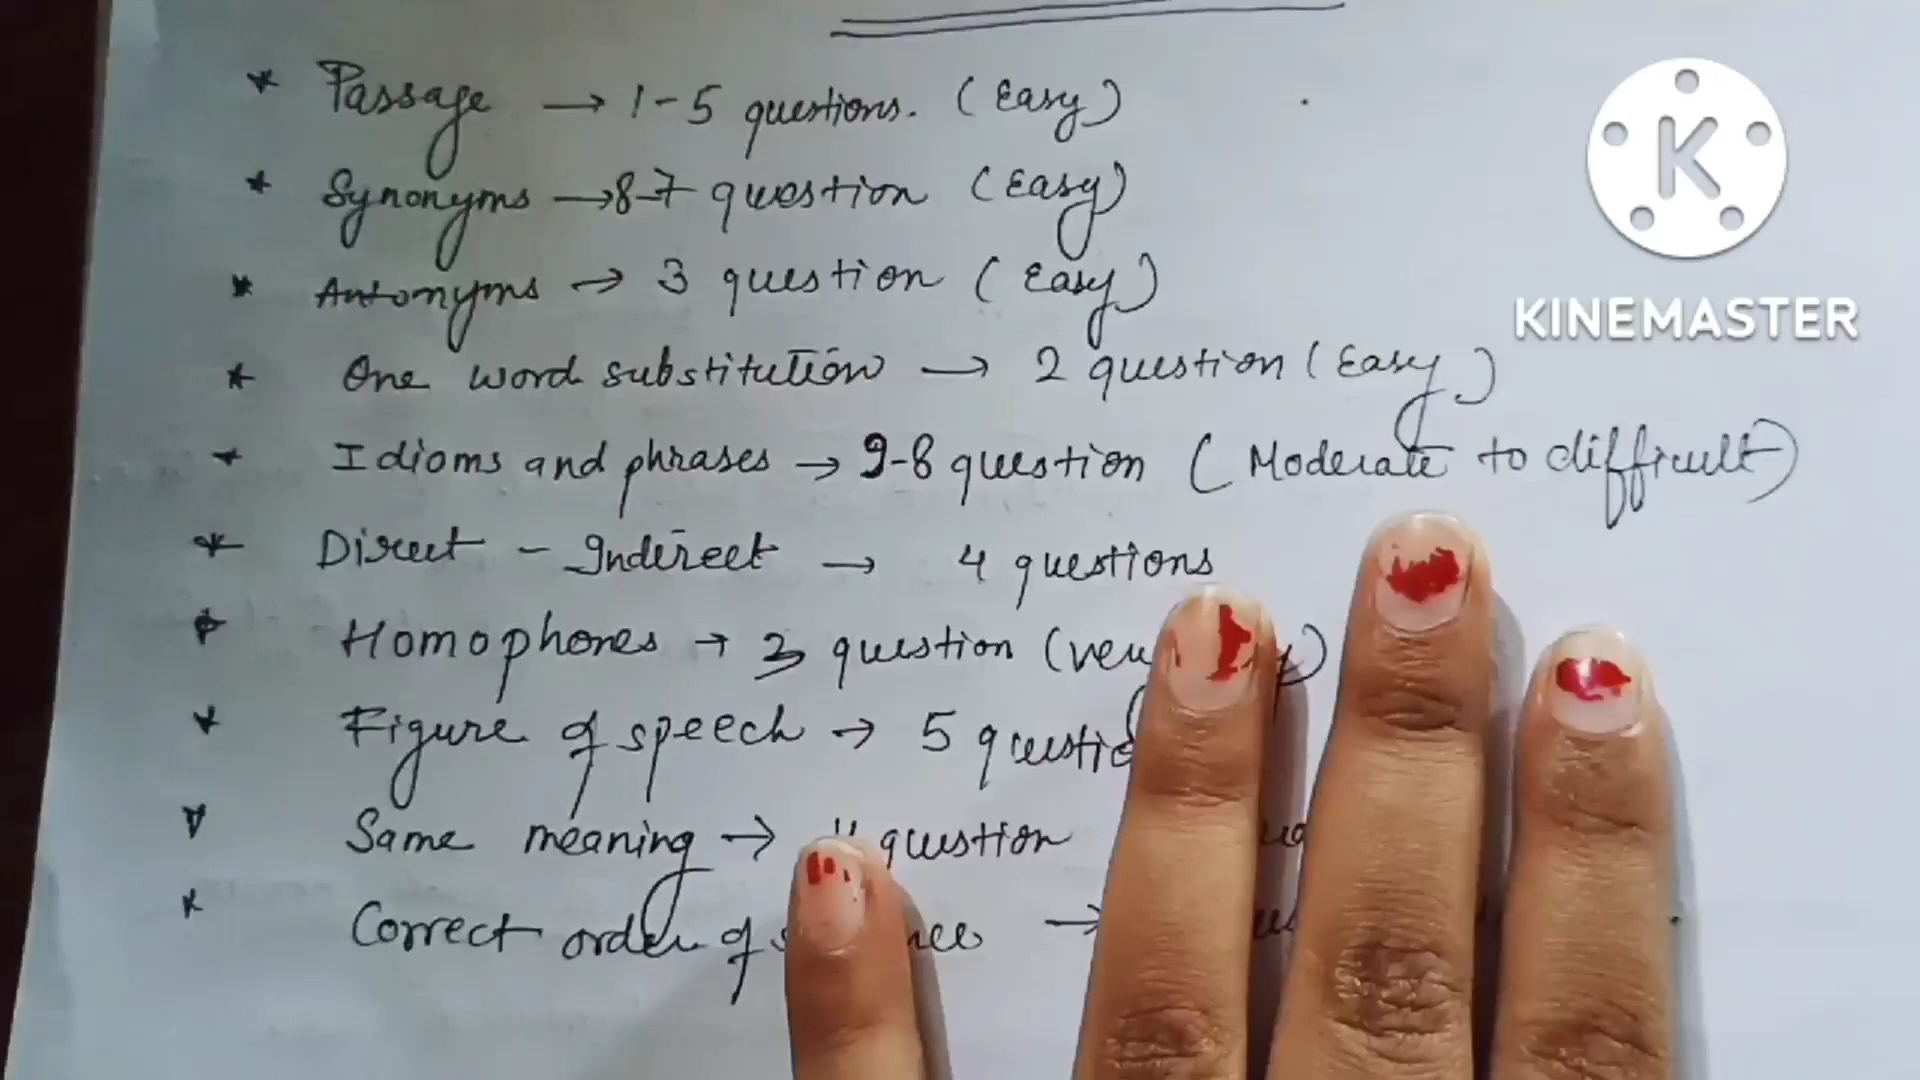 * Passage → 1-5 questions. (Easy)
* Synonyms → 8-7 question (Easy)
* Antonyms → 3 question (Easy)
* One word substitution → 2 question (Easy)
* Idioms and phrases → 9-8 question (Moderate to difficult)
* Direct - Indirect → 4 questions
* Homophones → 3 question
* Figure of speech → 5
* Same meaning → question
* Correct order of →
K
KINEMASTER